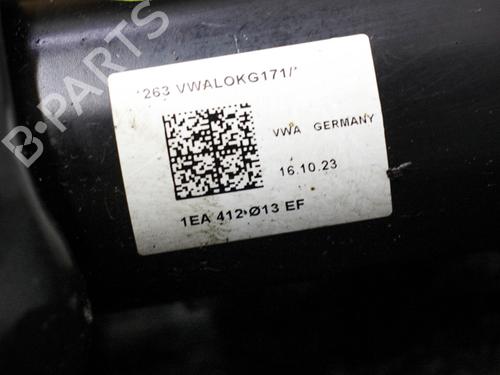 *263 VWALOKG171/*
VWA GERMANY
16.10.23
1EA 412 Ø13 EF
B-PARTS